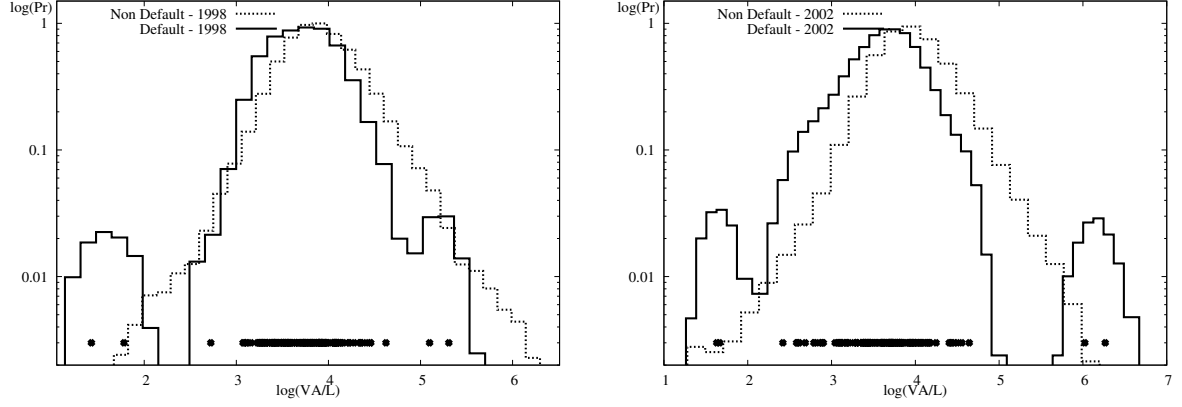 log(Pr)
Non Default - 1998
Default - 1998
1
0.1
0.01
2 3 4 5 6
log(VA/L)
log(Pr)
Non Default - 2002
Default - 2002
1
0.1
0.01
1 2 3 4 5 6 7
log(VA/L)